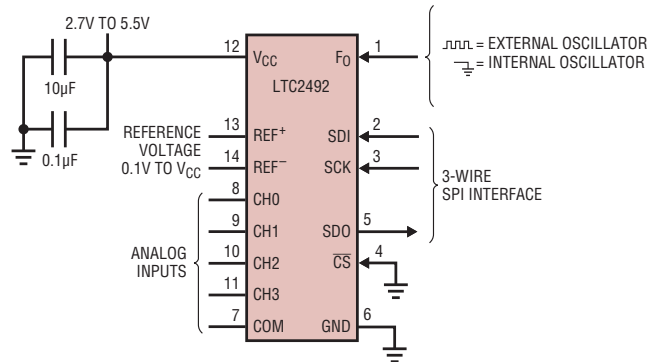 2.7V TO 5.5V
10µF
0.1µF
12
VCC
LTC2492
FO
1
= EXTERNAL OSCILLATOR
= INTERNAL OSCILLATOR
REFERENCE
VOLTAGE
0.1V TO VCC
13
REF+
14
REF–
SDI
2
SCK
3
3-WIRE
SPI INTERFACE
ANALOG
INPUTS
8
CH0
9
CH1
10
CH2
11
CH3
7
COM
SDO
5
CS
4
GND
6